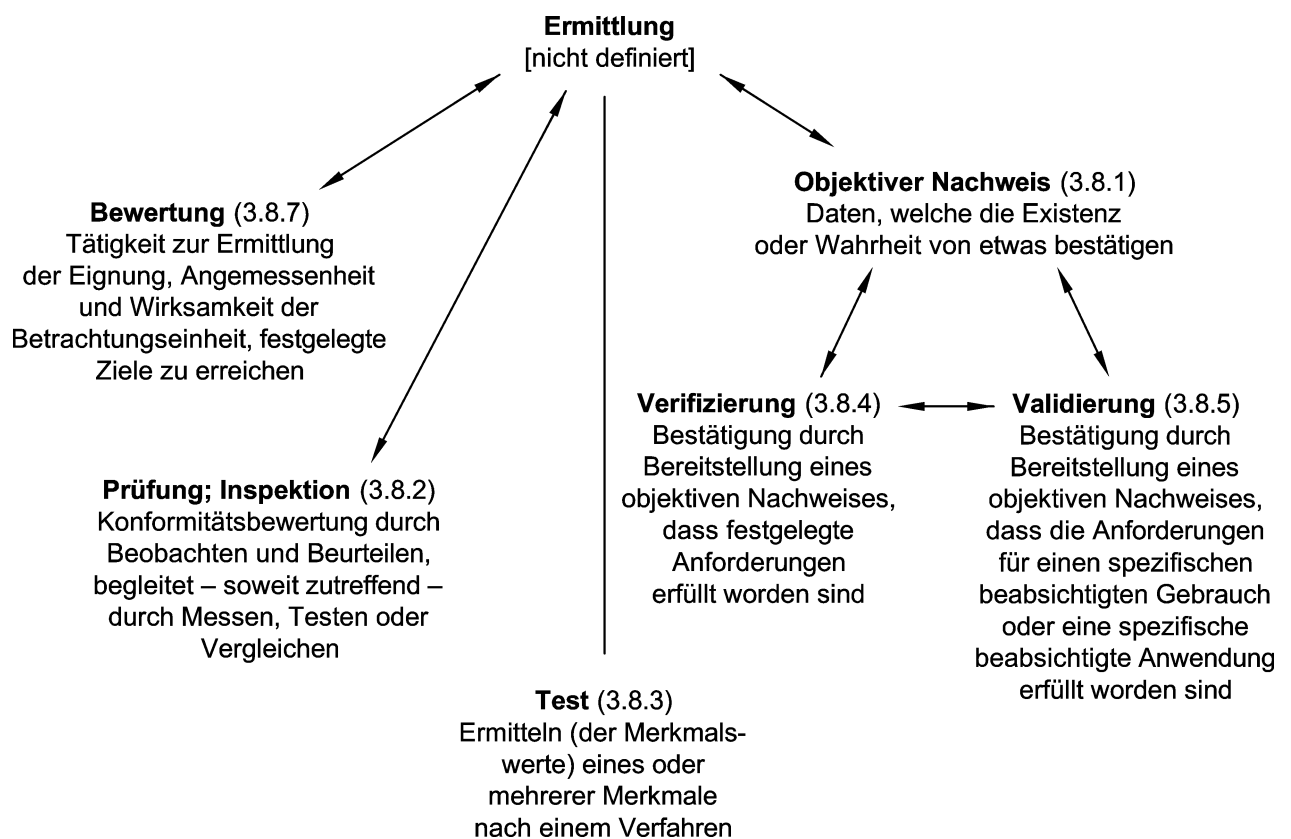 Ermittlung
[nicht definiert]
Objektiver Nachweis (3.8.1)
Daten, welche die Existenz
oder Wahrheit von etwas bestätigen
Bewertung (3.8.7)
Tätigkeit zur Ermittlung
der Eignung, Angemessenheit
und Wirksamkeit der
Betrachtungseinheit, festgelegte
Ziele zu erreichen
Verifizierung (3.8.4)
Bestätigung durch
Bereitstellung eines
objektiven Nachweises,
dass festgelegte
Anforderungen
erfüllt worden sind
Validierung (3.8.5)
Bestätigung durch
Bereitstellung eines
objektiven Nachweises,
dass die Anforderungen
für einen spezifischen
beabsichtigten Gebrauch
oder eine spezifische
beabsichtigte Anwendung
erfüllt worden sind
Prüfung; Inspektion (3.8.2)
Konformitätsbewertung durch
Beobachten und Beurteilen,
begleitet – soweit zutreffend –
durch Messen, Testen oder
Vergleichen
Test (3.8.3)
Ermitteln (der Merkmals-
werte) eines oder
mehrerer Merkmale
nach einem Verfahren